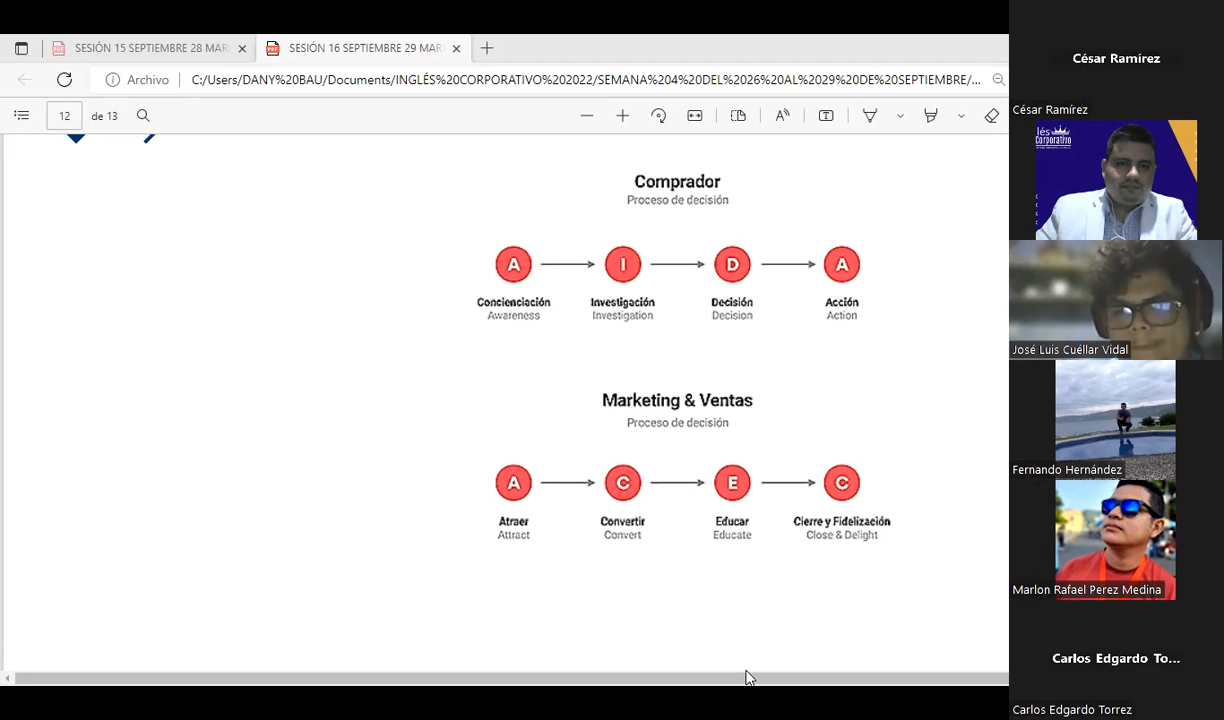 SESIÓN 15 SEPTIEMBRE 28 MAR
SESIÓN 16 SEPTIEMBRE 29 MAR
Archivo
C:/Users/DANY%20BAU/Documents/INGLÉS%20CORPORATIVO%202022/SEMANA%204%20DEL%2026%20AL%2029%20DE%20SEPTIEMBRE/...
12
de 13
Comprador
Proceso de decisión
A I D A
Concienciación Investigación Decisión Acción
Awareness Investigation Decision Action
Marketing & Ventas
Proceso de decisión
A C E C
Atraer Convertir Educar Cierre y Fidelización
Attract Convert Educate Close & Delight
César Ramírez
César Ramírez
lés
Corporativo
José Luis Cuéllar Vidal
Fernando Hernández
Marlon Rafael Perez Medina
Carlos Edgardo To...
Carlos Edgardo Torrez